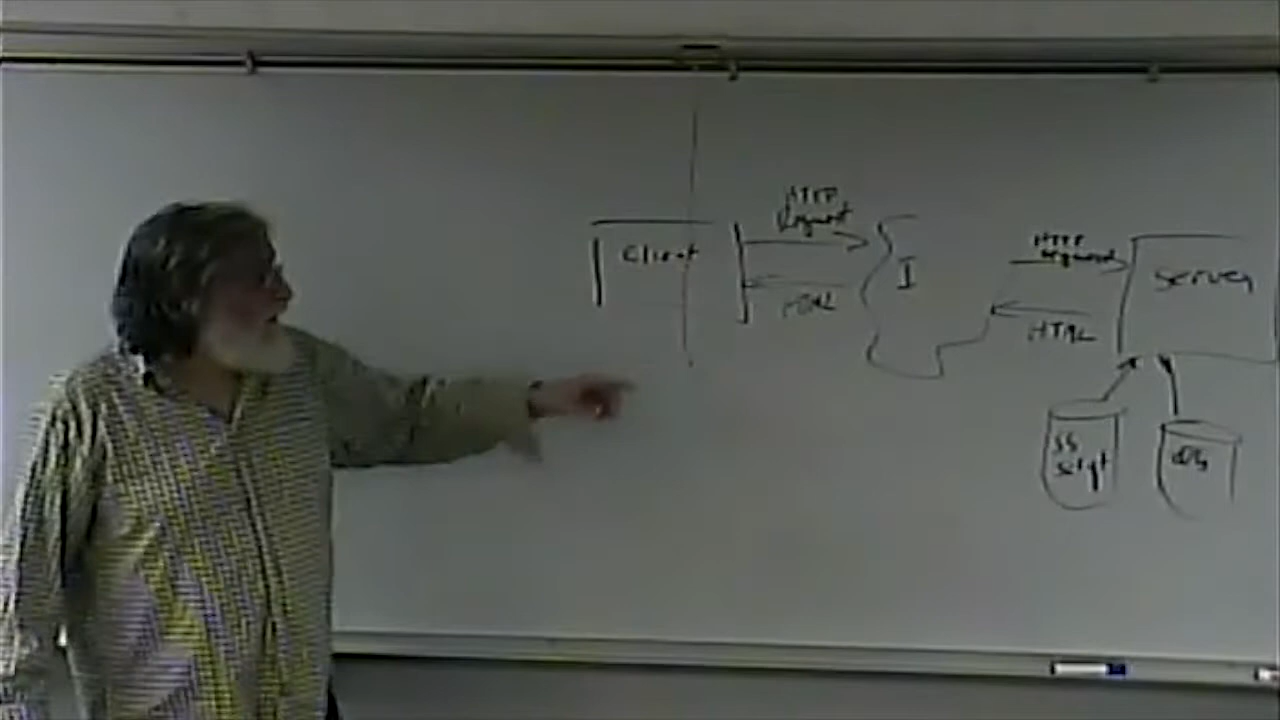 Client
HTTP
Request
HTML
I
HTTP
Request
HTML
Server
SS
Script
DB